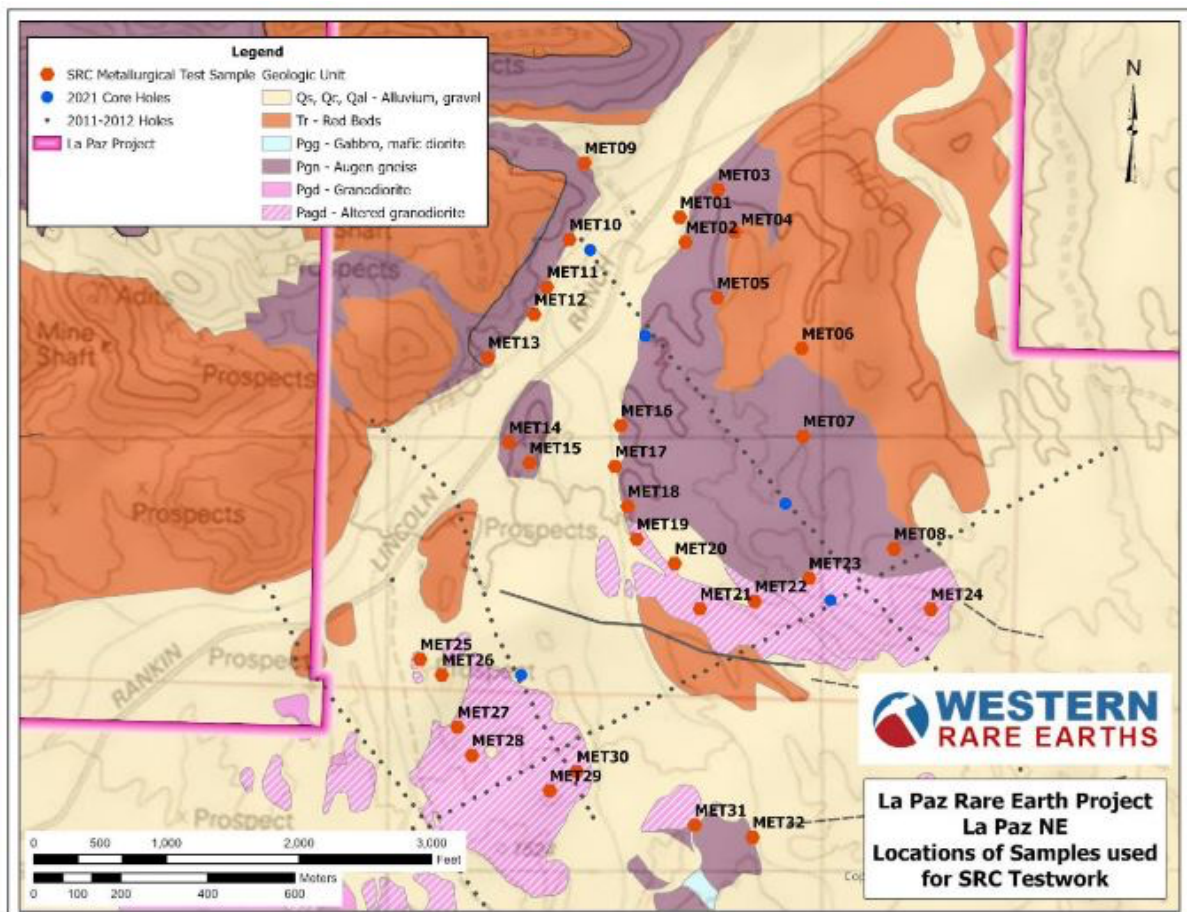 Legend
SRC Metallurgical Test Sample
2021 Core Holes
2011-2012 Holes
La Paz Project
Geologic Unit
Qs, Qc, Qal - Alluvium, gravel
Tr - Red Beds
Pgg - Gabbro, mafic diorite
Pgn - Augen gneiss
Pgd - Granodiorite
Pagd - Altered granodiorite
N
Prospects
MET09
MET03
MET01
MET04
MET02
MET10
Shaft
Prospects
MET11
MET05
Adits
MET12
RANCH
Mine
Shaft
MET06
MET13
Prospects
Prospects
MET16
MET07
MET14
MET15
MET17
MET18
Prospects
Prospects
LINCOLN
Prospects
MET19
MET08
MET20
MET23
MET22
MET21
MET24
MET25
RANKIN
Prospect
MET26
MET27
MET28
MET30
MET29
Prospect
MET31
MET32
WESTERN
RARE EARTHS
La Paz Rare Earth Project
La Paz NE
Locations of Samples used
for SRC Testwork
0 500 1,000 2,000 3,000
Feet
Meters
0 100 200 400 600